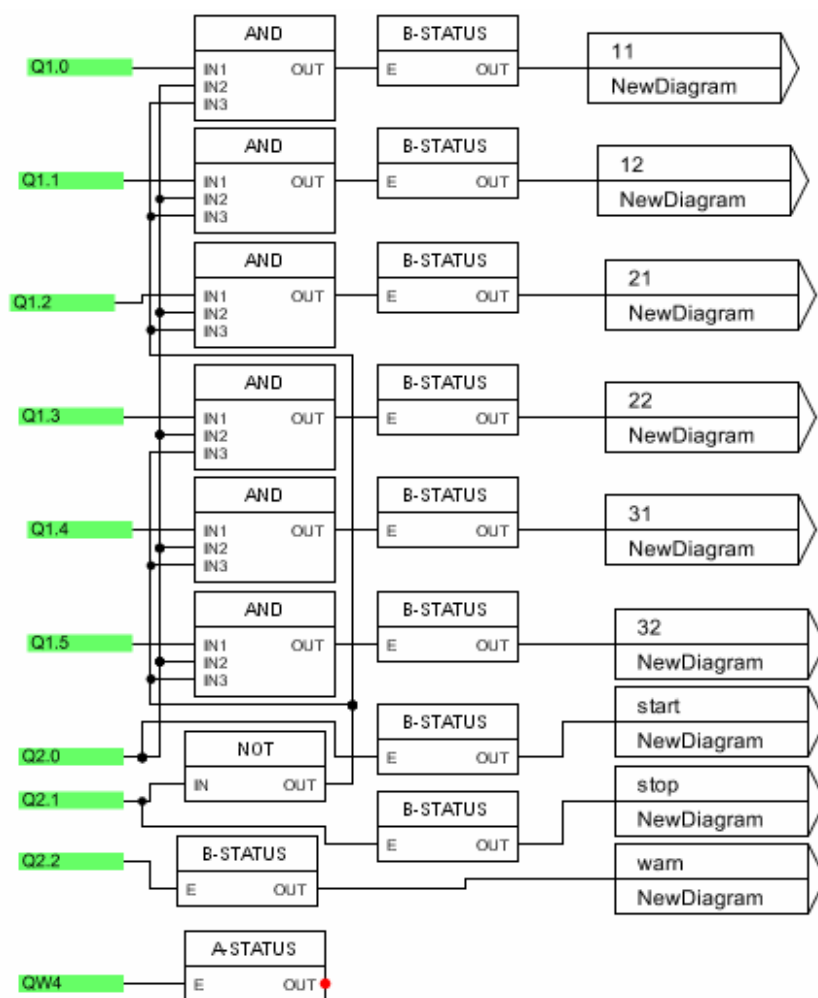 AND B-STATUS 11
Q1.0 IN1 OUT E OUT
IN2 NewDiagram
IN3
AND B-STATUS 12
Q1.1 IN1 OUT E OUT
IN2 NewDiagram
IN3
AND B-STATUS 21
Q1.2 IN1 OUT E OUT
IN2 NewDiagram
IN3
AND B-STATUS 22
Q1.3 IN1 OUT E OUT
IN2 NewDiagram
IN3
AND B-STATUS 31
Q1.4 IN1 OUT E OUT
IN2 NewDiagram
IN3
AND B-STATUS 32
Q1.5 IN1 OUT E OUT
IN2 NewDiagram
IN3
B-STATUS start
E OUT NewDiagram
Q2.0 NOT
IN OUT
Q2.1 B-STATUS stop
E OUT NewDiagram
Q2.2 B-STATUS warn
E OUT NewDiagram
A-STATUS
QW4 E OUT